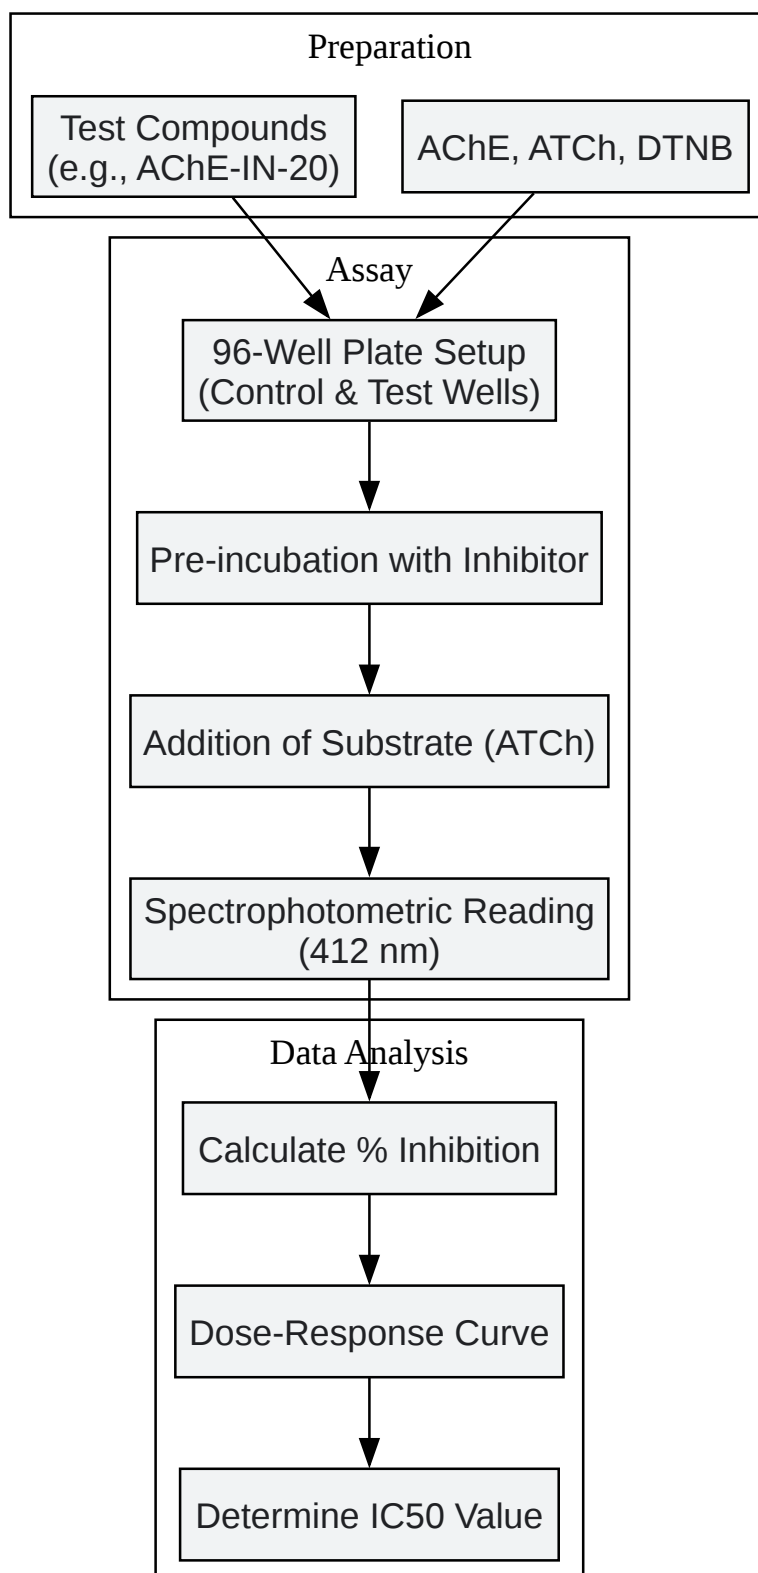 Preparation
Test Compounds
(e.g., AChE-IN-20)
AChE, ATCh, DTNB
Assay
96-Well Plate Setup
(Control & Test Wells)
Pre-incubation with Inhibitor
Addition of Substrate (ATCh)
Spectrophotometric Reading
(412 nm)
Data Analysis
Calculate % Inhibition
Dose-Response Curve
Determine IC50 Value